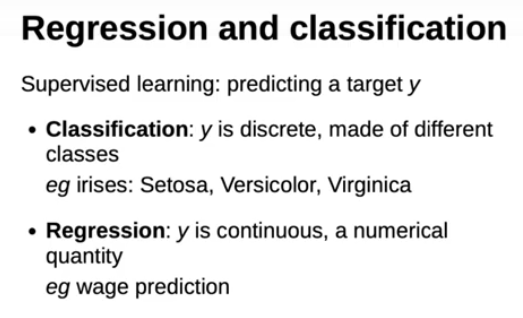 Regression and classification
Supervised learning: predicting a target y
• Classification: y is discrete, made of different
classes
eg irises: Setosa, Versicolor, Virginica
• Regression: y is continuous, a numerical
quantity
eg wage prediction